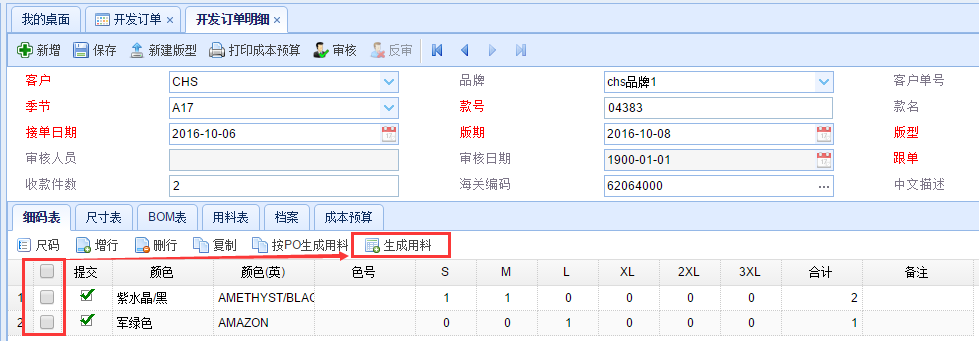 我的桌面 开发订单 × 开发订单明细 ×
新增 保存 新建版型 打印成本预算 审核 反审
客户 CHS 品牌 chs品牌1 客户单号
季节 A17 款号 04383 款名
接单日期 2016-10-06 版期 2016-10-08 版型
审核人员 审核日期 1900-01-01 跟单
收款件数 2 海关编码 62064000 ... 中文描述
细码表 尺寸表 BOM表 用料表 档案 成本预算
尺码 增行 删行 复制 按PO生成用料 生成用料
提交 颜色 颜色(英) 色号 S M L XL 2XL 3XL 合计 备注
1 紫水晶/黑 AMETHYST/BLAC 1 1 0 0 0 0 2
2 军绿色 AMAZON 0 0 1 0 0 0 1